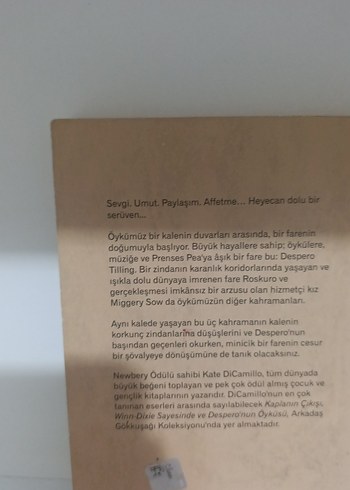 Sevgi. Umut. Paylaşım. Affetme... Heyecan dolu bir
serüven...
Öykümüz bir kalenin duvarları arasında, bir farenin
doğumuyla başlıyor. Büyük hayallere sahip; öykülere,
müziğe ve Prenses Pea'ya âşık bir fare bu: Despero
Tilling. Bir zindanın karanlık koridorlarında yaşayan ve
ışıkla dolu dünyaya imrenen fare Roskuro ve
gerçekleşmesi imkânsız bir arzusu olan hizmetçi kız
Miggery Sow da öykümüzün diğer kahramanları.
Aynı kalede yaşayan bu üç kahramanın kalenin
korkunç zindanlarına düşüşlerini ve Despero'nun
başından geçenleri okurken, minicik bir farenin cesur
bir şövalyeye dönüşümüne de tanık olacaksınız.
Newbery Ödülü sahibi Kate DiCamillo, tüm dünyada
büyük beğeni toplayan ve pek çok ödül almış çocuk ve
gençlik kitaplarının yazarıdır. DiCamillo'nun en çok
tanınan eserleri arasında sayılabilecek Kaplanın Çıkışı,
Winn-Dixie Sayesinde ve Despero'nun Öyküsü, Arkadaş
Gökkuşağı Koleksiyonu'nda yer almaktadır.